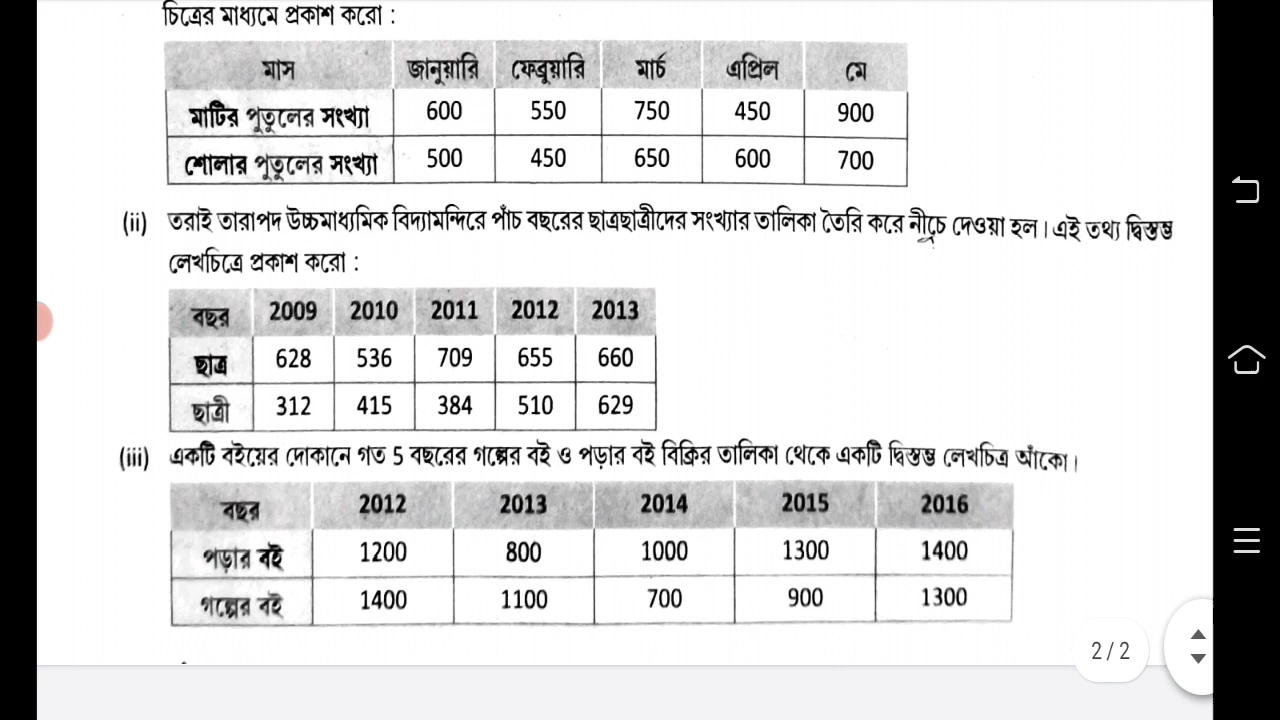 চিত্রের মাধ্যমে প্রকাশ করো :
মাস জানুয়ারি ফেব্রুয়ারি মার্চ এপ্রিল মে
মাটির পুতুলের সংখ্যা 600 550 750 450 900
শোলার পুতুলের সংখ্যা 500 450 650 600 700
(ii) তরাই তারাপদ উচ্চমাধ্যমিক বিদ্যামন্দিরে পাঁচ বছরের ছাত্রছাত্রীদের সংখ্যার তালিকা তৈরি করে নীচে দেওয়া হল। এই তথ্য দ্বিস্তম্ভ
লেখচিত্রে প্রকাশ করো :
বছর 2009 2010 2011 2012 2013
ছাত্র 628 536 709 655 660
ছাত্রী 312 415 384 510 629
(iii) একটি বইয়ের দোকানে গত 5 বছরের গল্পের বই ও পড়ার বই বিক্রির তালিকা থেকে একটি দ্বিস্তম্ভ লেখচিত্র আঁকো।
বছর 2012 2013 2014 2015 2016
পড়ার বই 1200 800 1000 1300 1400
গল্পের বই 1400 1100 700 900 1300
2 / 2